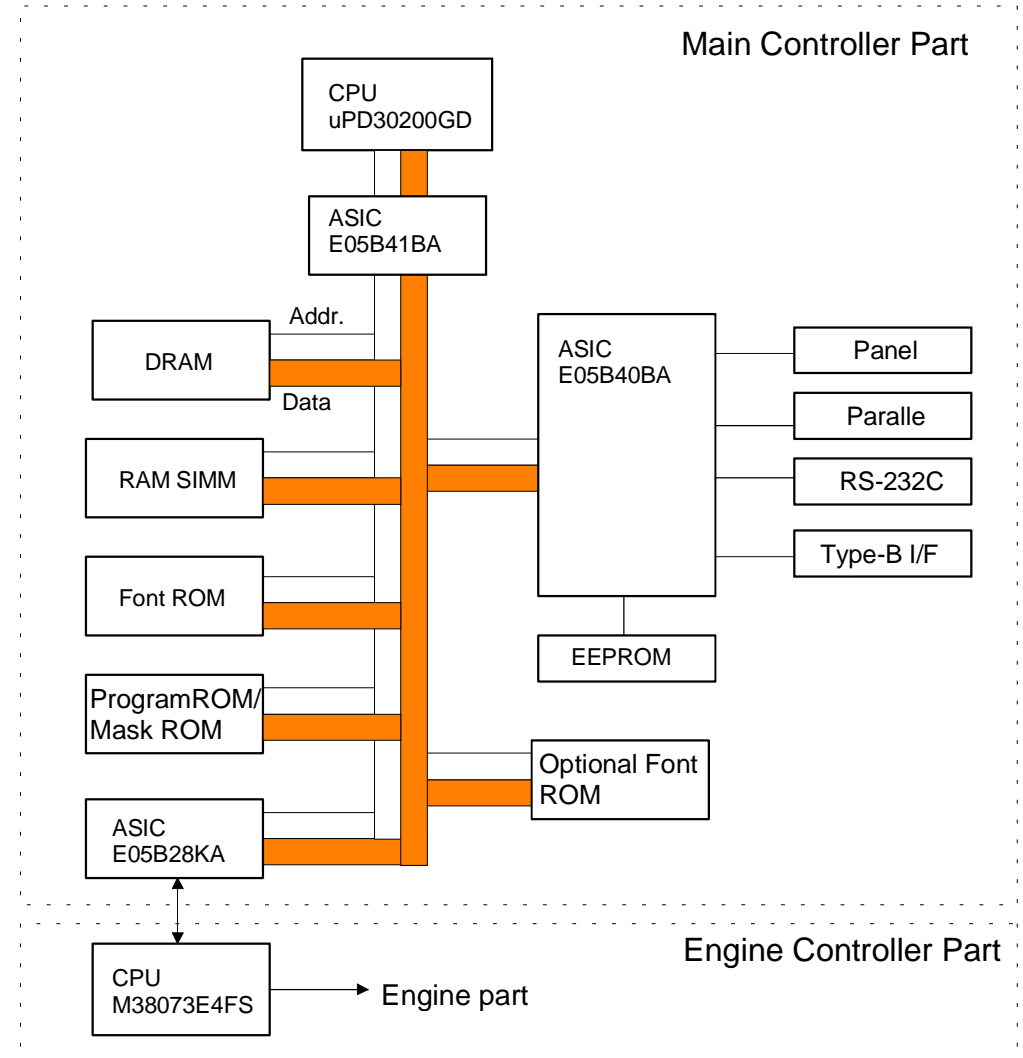 Main Controller Part
CPU
uPD30200GD
ASIC
E05B41BA
Addr.
DRAM
Data
ASIC
E05B40BA
Panel
Paralle
RS-232C
Type-B I/F
RAM SIMM
Font ROM
EEPROM
ProgramROM/
Mask ROM
Optional Font
ROM
ASIC
E05B28KA
Engine Controller Part
CPU
M38073E4FS
Engine part